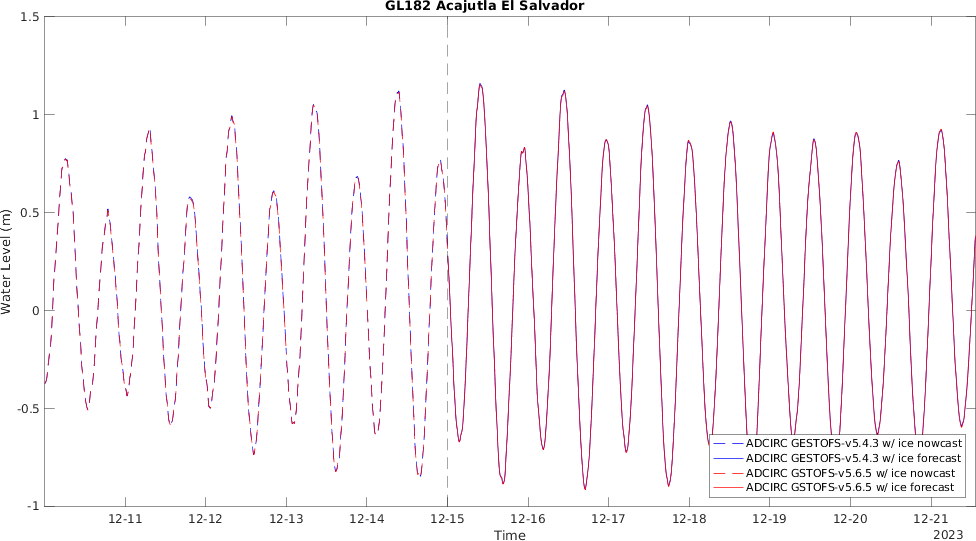 GL182 Acajutla El Salvador
Water Level (m)
1.5
1
0.5
0
-0.5
-1
12-11 12-12 12-13 12-14 12-15 12-16 12-17 12-18 12-19 12-20 12-21
Time
2023
ADCIRC GESTOFS-v5.4.3 w/ ice nowcast
ADCIRC GESTOFS-v5.4.3 w/ ice forecast
ADCIRC GSTOFS-v5.6.5 w/ ice nowcast
ADCIRC GESTOFS-v5.6.5 w/ ice forecast